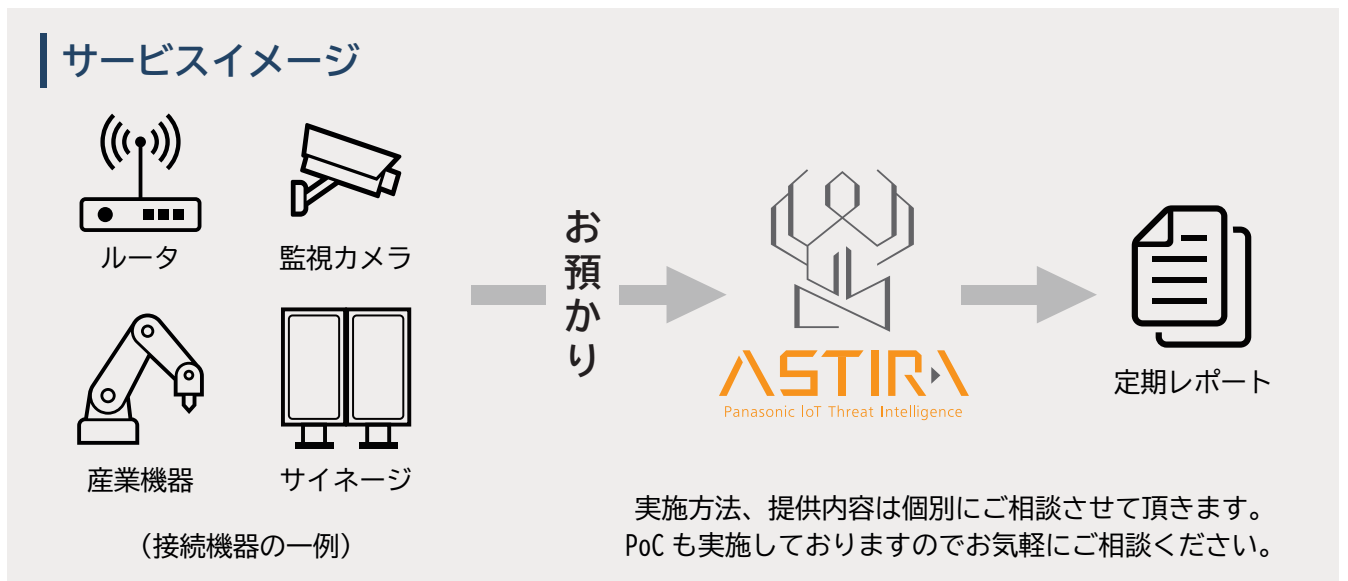 サービスイメージ
ルータ
監視カメラ
産業機器
サイネージ
（接続機器の一例）
お預かり
ASTIRA
Panasonic IoT Threat Intelligence
定期レポート
実施方法、提供内容は個別にご相談させて頂きます。
PoC も実施しておりますのでお気軽にご相談ください。